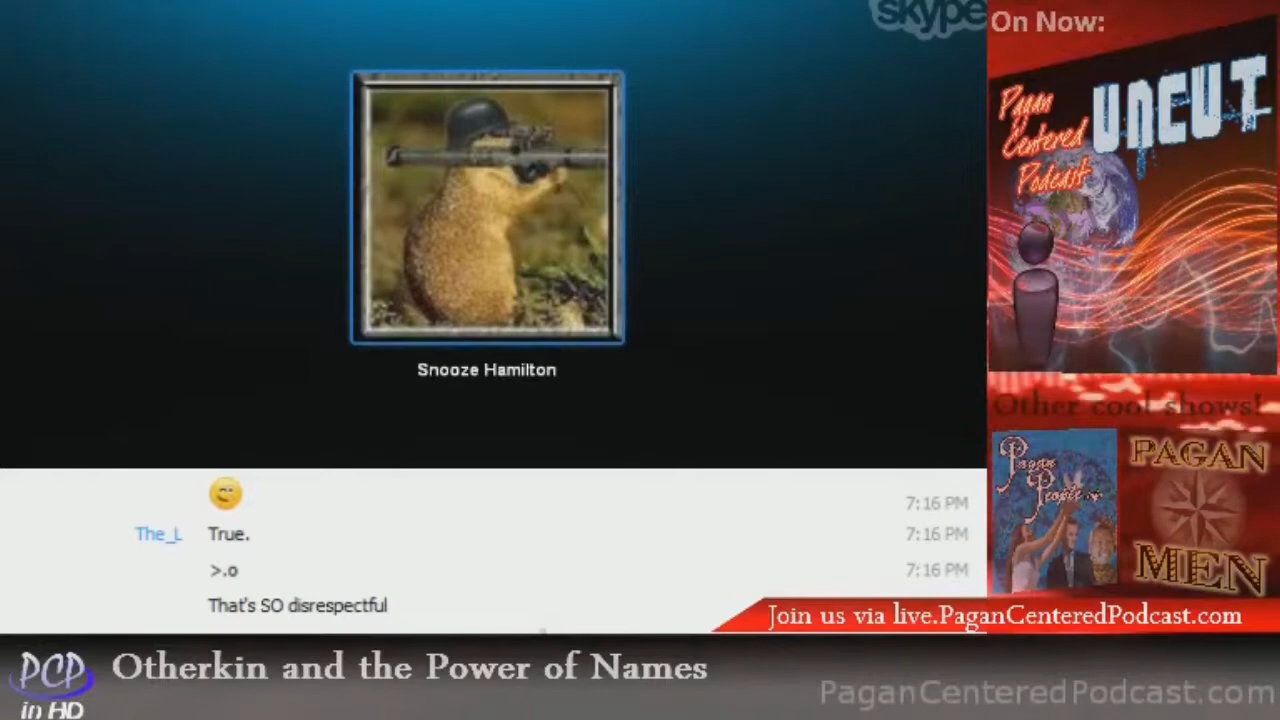 skype
On Now:
Pagan
Centered
Podcast
UNCUT
Snooze Hamilton
Other cool shows!
Pagan
People
PAGAN
MEN
7:16 PM
The_L True. 7:16 PM
>.o 7:16 PM
That's SO disrespectful
Join us via live.PaganCenteredPodcast.com
PCP
in HD
Otherkin and the Power of Names
PaganCenteredPodcast.com